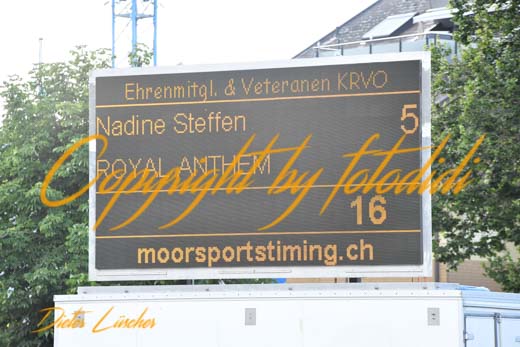 Ehrenmitgl. & Veteranen KRVO
Nadine Steffen 5
ROYAL ANTHEM
Copyright by fotodidi
16
moorsportstiming.ch
Dieter Lüscher